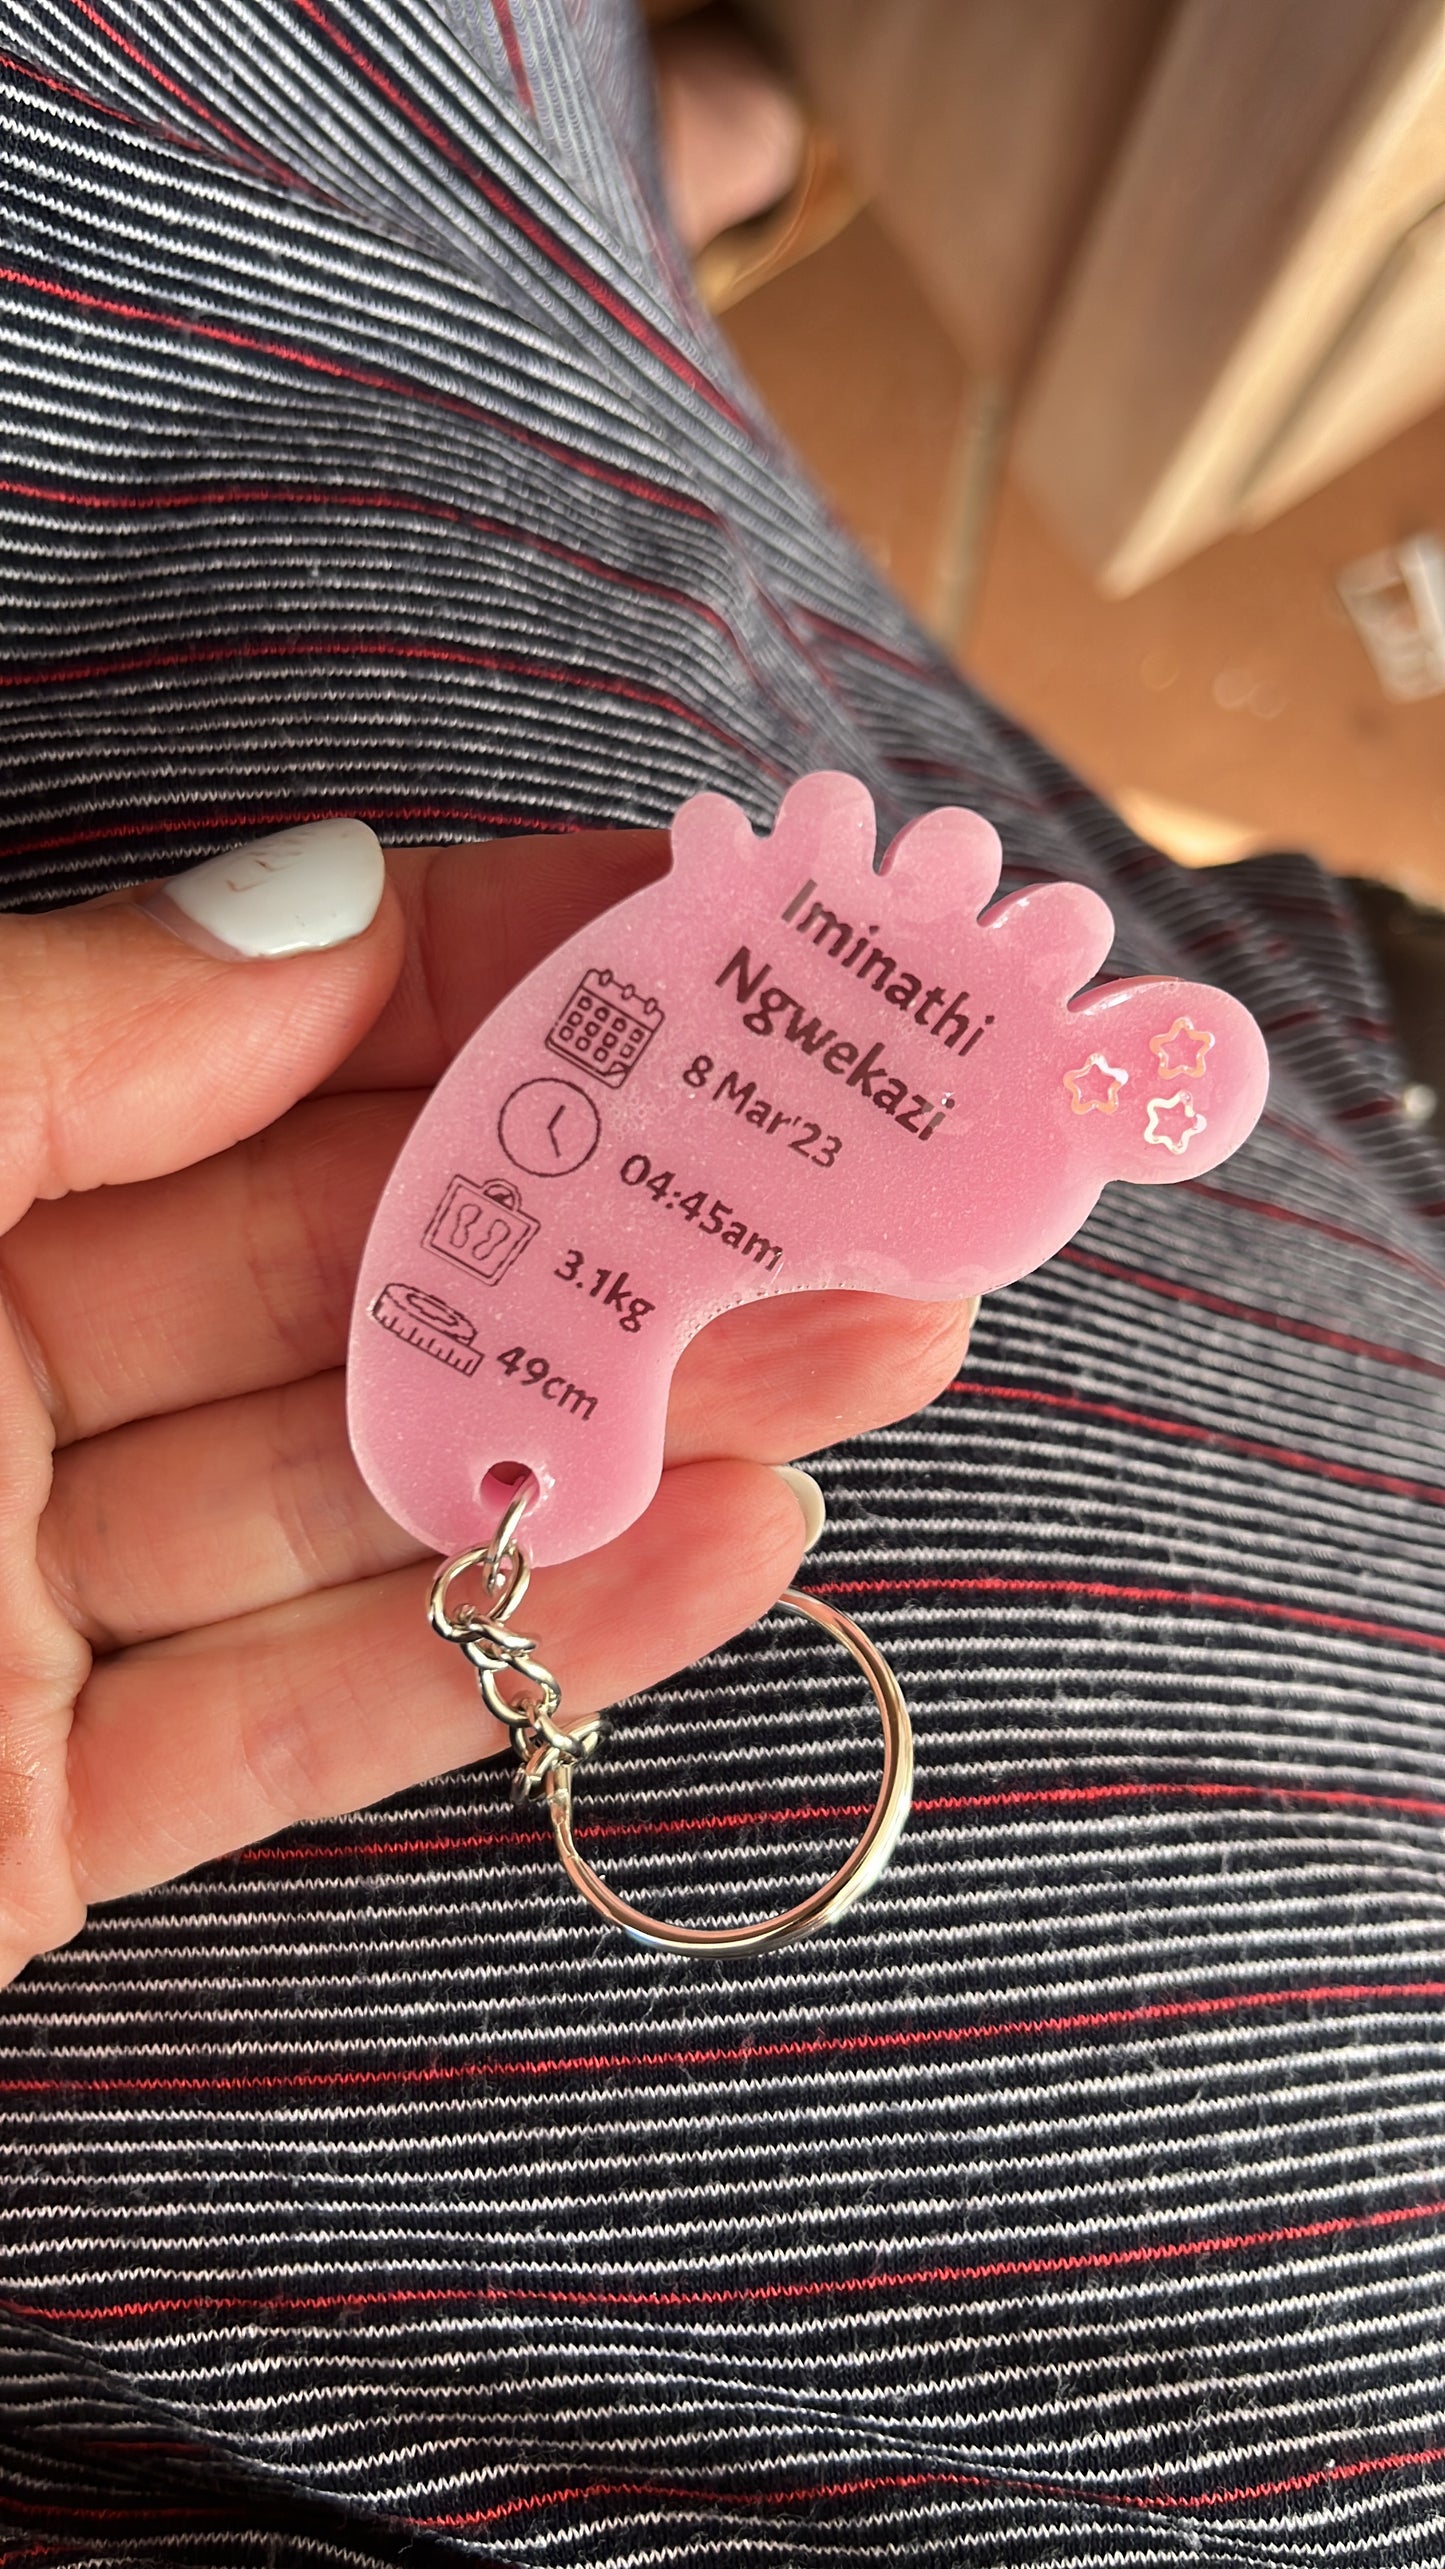 Iminathi
Ngwekazi
8 Mar'23
04:45am
3.1kg
49cm